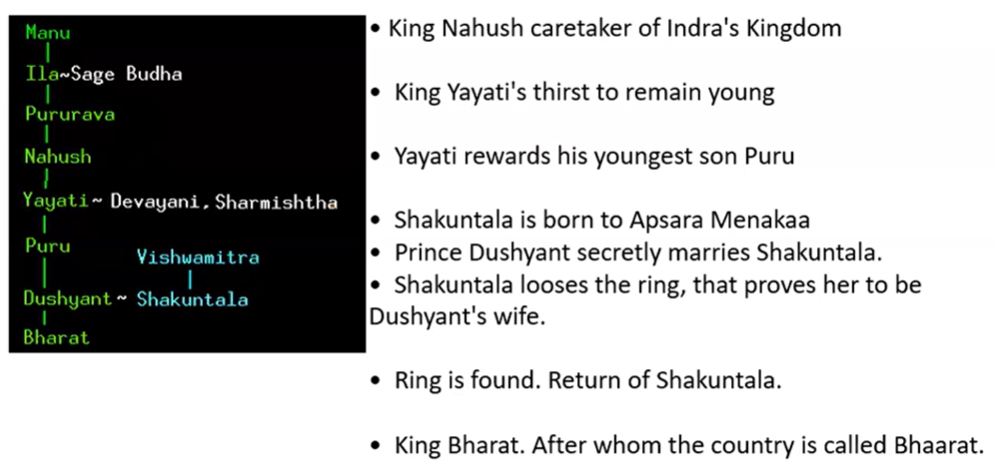 Manu
Ila~Sage Budha
Pururava
Nahush
Yayati~ Devayani, Sharmishtha
Puru
Vishwamitra
Dushyant ~ Shakuntala
Bharat
• King Nahush caretaker of Indra's Kingdom
• King Yayati's thirst to remain young
• Yayati rewards his youngest son Puru
• Shakuntala is born to Apsara Menakaa
• Prince Dushyant secretly marries Shakuntala.
• Shakuntala looses the ring, that proves her to be
Dushyant's wife.
• Ring is found. Return of Shakuntala.
• King Bharat. After whom the country is called Bhaarat.